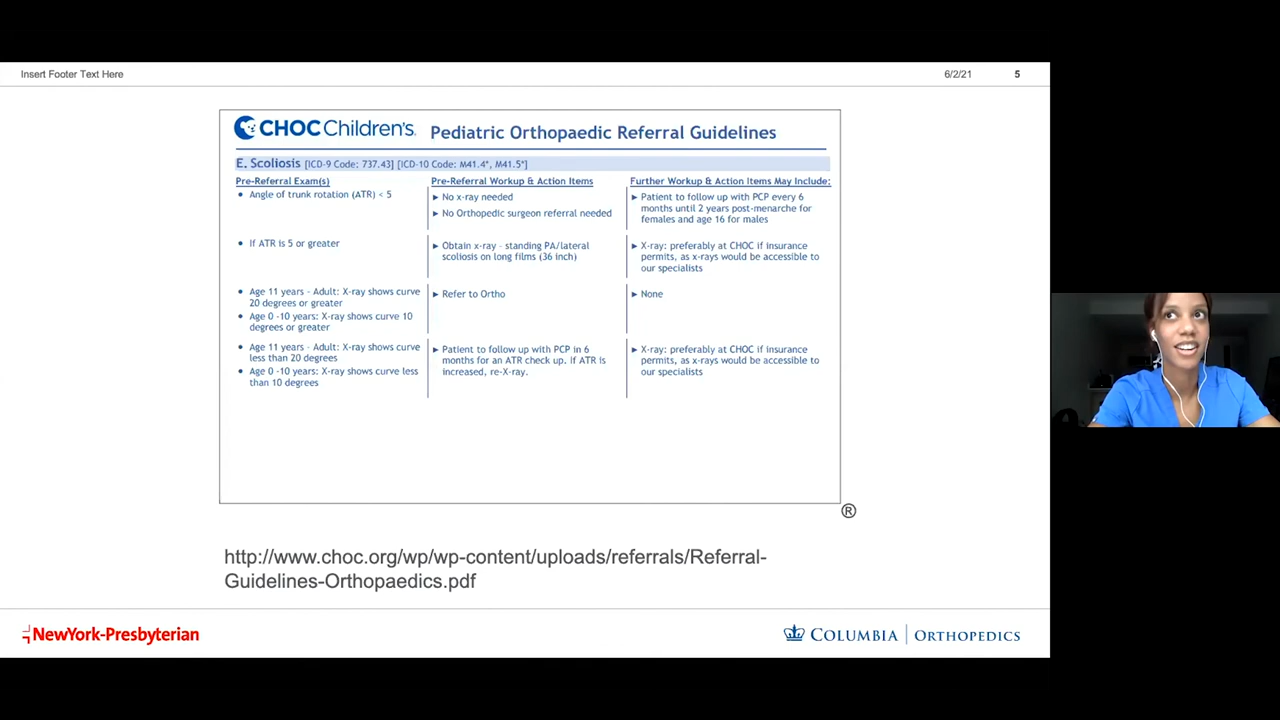 Insert Footer Text Here
6/2/21
5
CHOC Children's.
Pediatric Orthopaedic Referral Guidelines
E. Scoliosis [ICD-9 Code: 737.43] [ICD-10 Code: M41.4*, M41.5*]
Pre-Referral Exam(s)
Pre-Referral Workup & Action Items
Further Workup & Action Items May Include:
• Angle of trunk rotation (ATR) < 5
► No x-ray needed
► No Orthopedic surgeon referral needed
► Patient to follow up with PCP every 6
months until 2 years post-menarche for
females and age 16 for males
• If ATR is 5 or greater
► Obtain x-ray - standing PA/lateral
scoliosis on long films (36 inch)
► X-ray: preferably at CHOC if insurance
permits, as x-rays would be accessible to
our specialists
• Age 11 years - Adult: X-ray shows curve
20 degrees or greater
• Age 0 -10 years: X-ray shows curve 10
degrees or greater
► Refer to Ortho
► None
• Age 11 years - Adult: X-ray shows curve
less than 20 degrees
• Age 0 -10 years: X-ray shows curve less
than 10 degrees
► Patient to follow up with PCP in 6
months for an ATR check up. If ATR is
increased, re-X-ray.
► X-ray: preferably at CHOC if insurance
permits, as x-rays would be accessible to
our specialists
®
http://www.choc.org/wp/wp-content/uploads/referrals/Referral-
Guidelines-Orthopaedics.pdf
NewYork-Presbyterian
COLUMBIA | ORTHOPEDICS